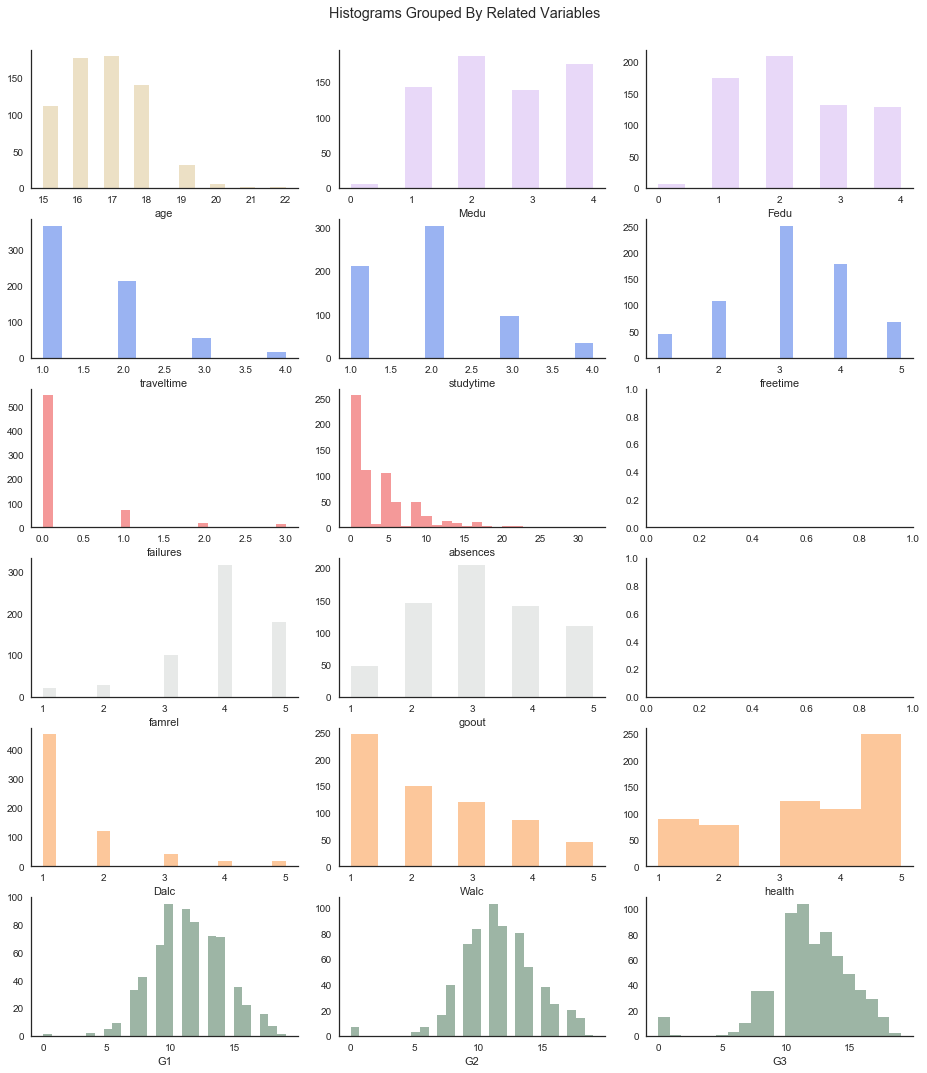 Histograms Grouped By Related Variables
150
100
50
0
15 16 17 18 19 20 21 22
age
150
100
50
0
0 1 2 3 4
Medu
200
150
100
50
0
0 1 2 3 4
Fedu
300
200
100
0
1.0 1.5 2.0 2.5 3.0 3.5 4.0
traveltime
300
200
100
0
1.0 1.5 2.0 2.5 3.0 3.5 4.0
studytime
250
200
150
100
50
0
1 2 3 4 5
freetime
500
400
300
200
100
0
0.0 0.5 1.0 1.5 2.0 2.5 3.0
failures
250
200
150
100
50
0
0 5 10 15 20 25 30
absences
1.0
0.8
0.6
0.4
0.2
0.0
0.0 0.2 0.4 0.6 0.8 1.0
300
200
100
0
1 2 3 4 5
famrel
200
150
100
50
0
1 2 3 4 5
goout
1.0
0.8
0.6
0.4
0.2
0.0
0.0 0.2 0.4 0.6 0.8 1.0
400
300
200
100
0
1 2 3 4 5
Dalc
250
200
150
100
50
0
1 2 3 4 5
Walc
250
200
150
100
50
0
1 2 3 4 5
health
100
80
60
40
20
0
0 5 10 15
G1
100
80
60
40
20
0
0 5 10 15
G2
100
80
60
40
20
0
0 5 10 15
G3